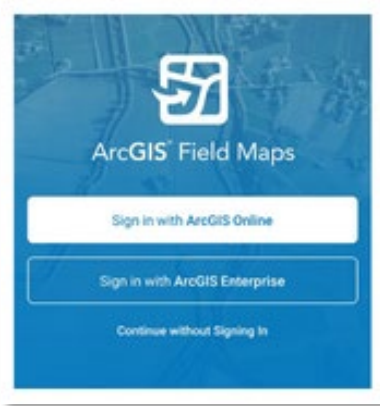 ArcGIS® Field Maps
Sign in with ArcGIS Online
Sign in with ArcGIS Enterprise
Continue without Signing In